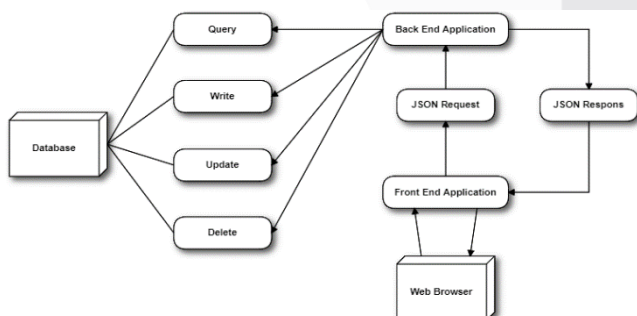 Query
Back End Application
Write
JSON Request
JSON Respons
Database
Update
Front End Application
Delete
Web Browser